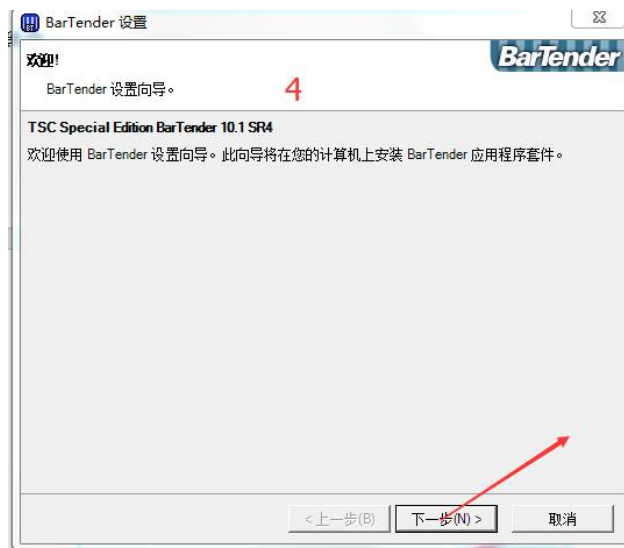 BarTender 设置
欢迎!
BarTender
BarTender 设置向导。
4
TSC Special Edition BarTender 10.1 SR4
欢迎使用 BarTender 设置向导。此向导将在您的计算机上安装 BarTender 应用程序套件。
<上一步(B)
下一步(N) >
取消